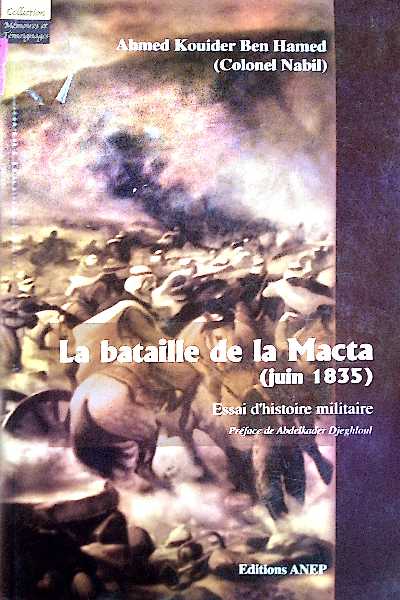 Collection
Mémoires et
Témoignages
Ahmed Kouider Ben Hamed
(Colonel Nabil)
La bataille de la Macta
(juin 1835)
Essai d'histoire militaire
Préface de Abdelkader Djeghloul
Editions ANEP